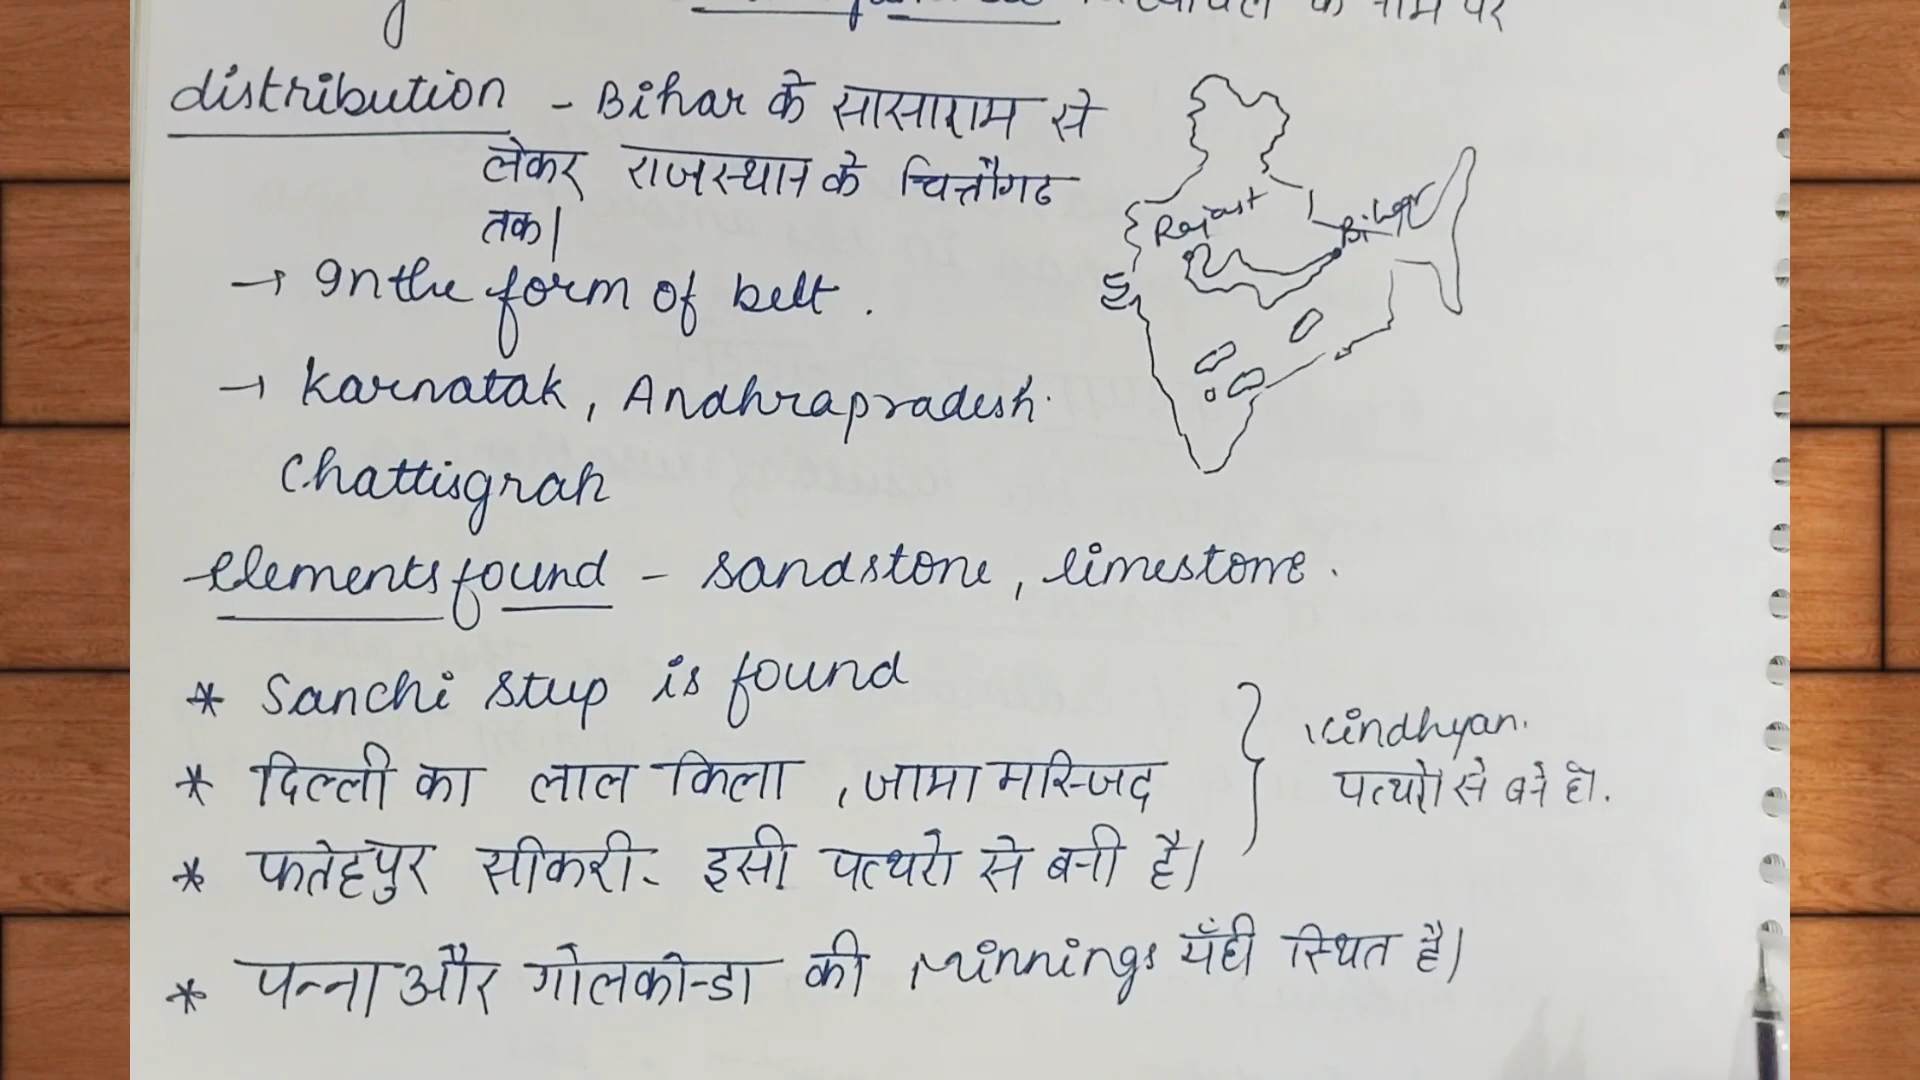 के नाम पर
distribution - Bihar के सासाराम से
लेकर राजस्थान के चित्तौगढ
तक।
→ In the form of belt.
→ Karnatak, Andhrapradesh.
Chattisgrah
Rajast
Bihar
elements found - sandstone, limestone.
* Sanchi stup is found
* दिल्ली का लाल किला, जामा मस्जिद
* फतेहपुर सीकरी - इसी पत्थरो से बनी है।
} vindhyan.
पत्थरो से बने है.
* पन्ना और गोलकोन्डा की Minnings यँही स्थित है।